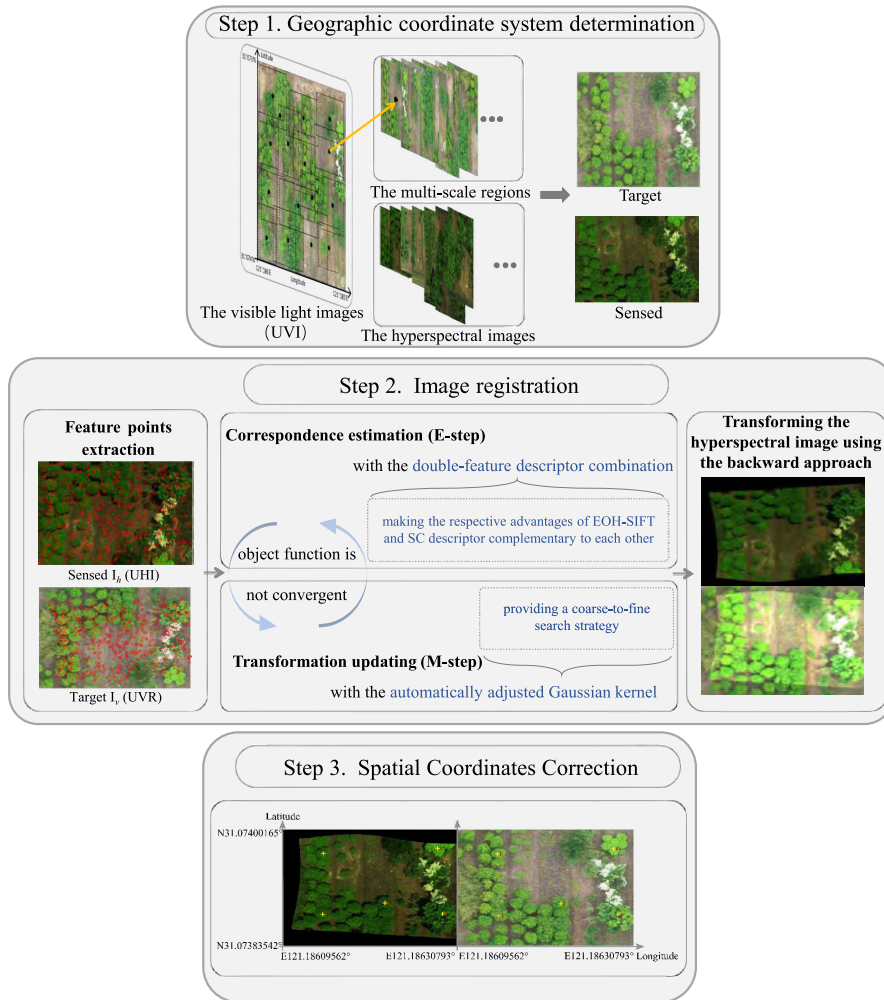 Step 1. Geographic coordinate system determination
Latitude
Longitude
The visible light images
(UVI)
The multi-scale regions
The hyperspectral images
Target
Sensed
Step 2. Image registration
Feature points
extraction
Sensed I_h (UHI)
Target I_v (UVR)
Correspondence estimation (E-step)
with the double-feature descriptor combination
making the respective advantages of EOH-SIFT
and SC descriptor complementary to each other
object function is
not convergent
providing a coarse-to-fine
search strategy
Transformation updating (M-step)
with the automatically adjusted Gaussian kernel
Transforming the
hyperspectral image using
the backward approach
Step 3. Spatial Coordinates Correction
Latitude
N31.07400165°
N31.07383542°
E121.18609562° E121.18630793° E121.18609562° E121.18630793° Longitude